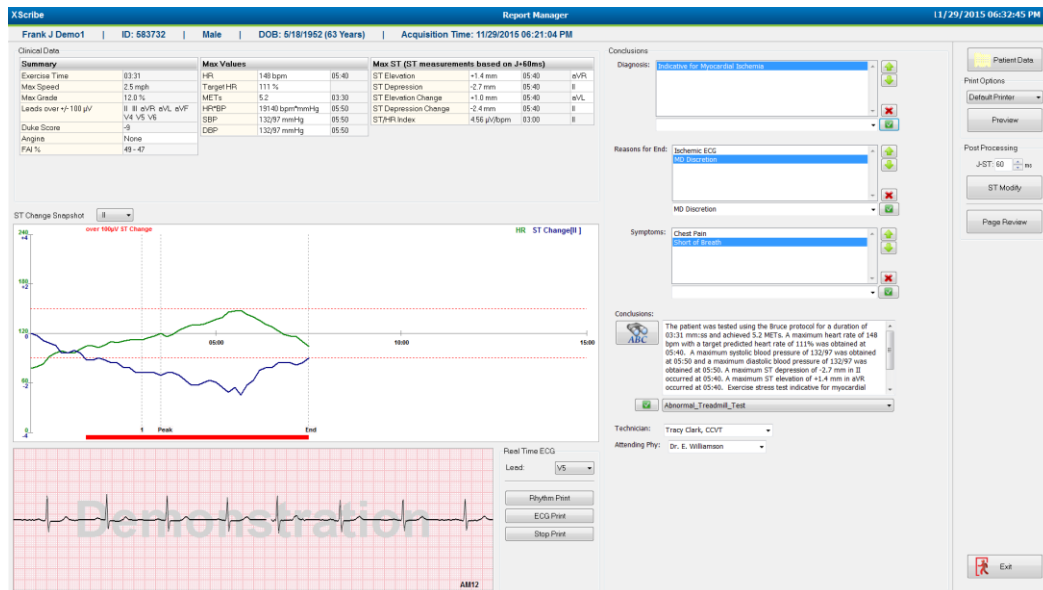 XScribe Report Manager 11/29/2015 06:32:45 PM
Frank J Demo1 | ID: 583732 | Male | DOB: 5/18/1952 (63 Years) | Acquisition Time: 11/29/2015 06:21:04 PM
Clinical Data
Summary
Exercise Time 03:31
Max Speed 2.5 mph
Max Grade 12.0 %
Leads over +/-100 µV II III aVR aVL aVF
V4 V5 V6
Duke Score -9
Angina None
FAI % 49 - 47
Max Values
HR 148 bpm 05:40
Target HR 111 %
METs 5.2 03:30
HR*BP 19140 bpm*mmHg 05:50
SBP 132/97 mmHg 05:50
DBP 132/97 mmHg 05:50
Max ST (ST measurements based on J+60ms)
ST Elevation +1.4 mm 05:40 aVR
ST Depression -2.7 mm 05:40 II
ST Elevation Change +1.0 mm 05:40 aVL
ST Depression Change -2.4 mm 05:40 II
ST/HR Index 4.56 µV/bpm 03:00 II
ST Change Snapshot II
240
+4
over 100µV ST Change
HR ST Change[II ]
180
+2
120
0
05:00 10:00 15:00
60
-2
0
-4
1 Peak End
Real Time ECG
Lead: V5
Rhythm Print
ECG Print
Stop Print
Demonstration
AM12
Conclusions
Diagnosis: Indicative for Myocardial Ischemia
Reasons for End: Ischemic ECG
MD Discretion
MD Discretion
Symptoms: Chest Pain
Short of Breath
Conclusions:
ABC
The patient was tested using the Bruce protocol for a duration of
03:31 mm:ss and achieved 5.2 METs. A maximum heart rate of 148
bpm with a target predicted heart rate of 111% was obtained at
05:40. A maximum systolic blood pressure of 132/97 was obtained
at 05:50 and a maximum diastolic blood pressure of 132/97 was
obtained at 05:50. A maximum ST depression of -2.7 mm in II
occurred at 05:40. A maximum ST elevation of +1.4 mm in aVR
occurred at 05:40. Exercise stress test indicative for myocardial
Abnormal_Treadmill_Test
Technician: Tracy Clark, CCVT
Attending Phy: Dr. E. Williamson
Patient Data
Print Options
Default Printer
Preview
Post Processing
J-ST: 60 ms
ST Modify
Page Review
Exit